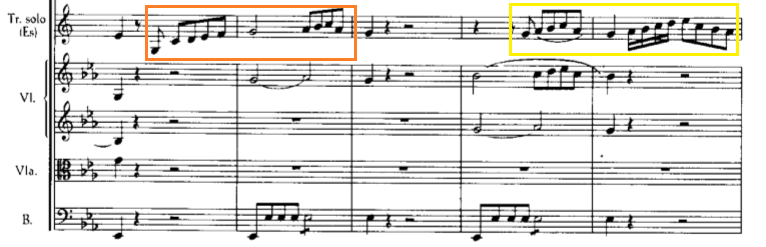 Tr. solo
(Es)
Vl.
Vla.
B.